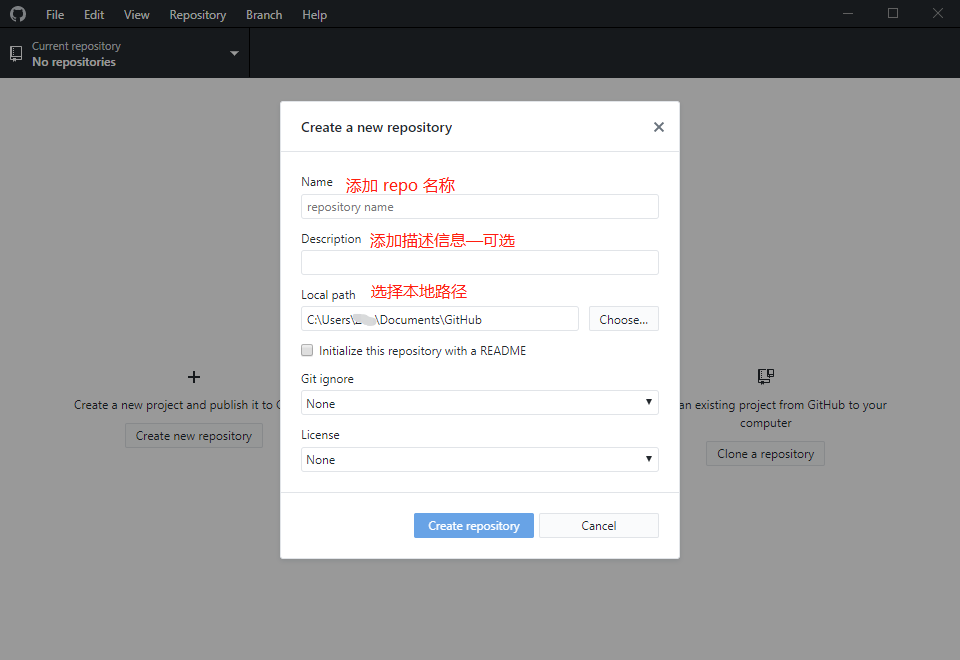 File Edit View Repository Branch Help
Current repository
No repositories
Create a new repository
Name 添加 repo 名称
repository name
Description 添加描述信息—可选
Local path 选择本地路径
C:\Users\ \Documents\GitHub Choose...
Initialize this repository with a README
Git ignore
None
License
None
Create repository Cancel
Create a new project and publish it to
Create new repository
an existing project from GitHub to your
computer
Clone a repository